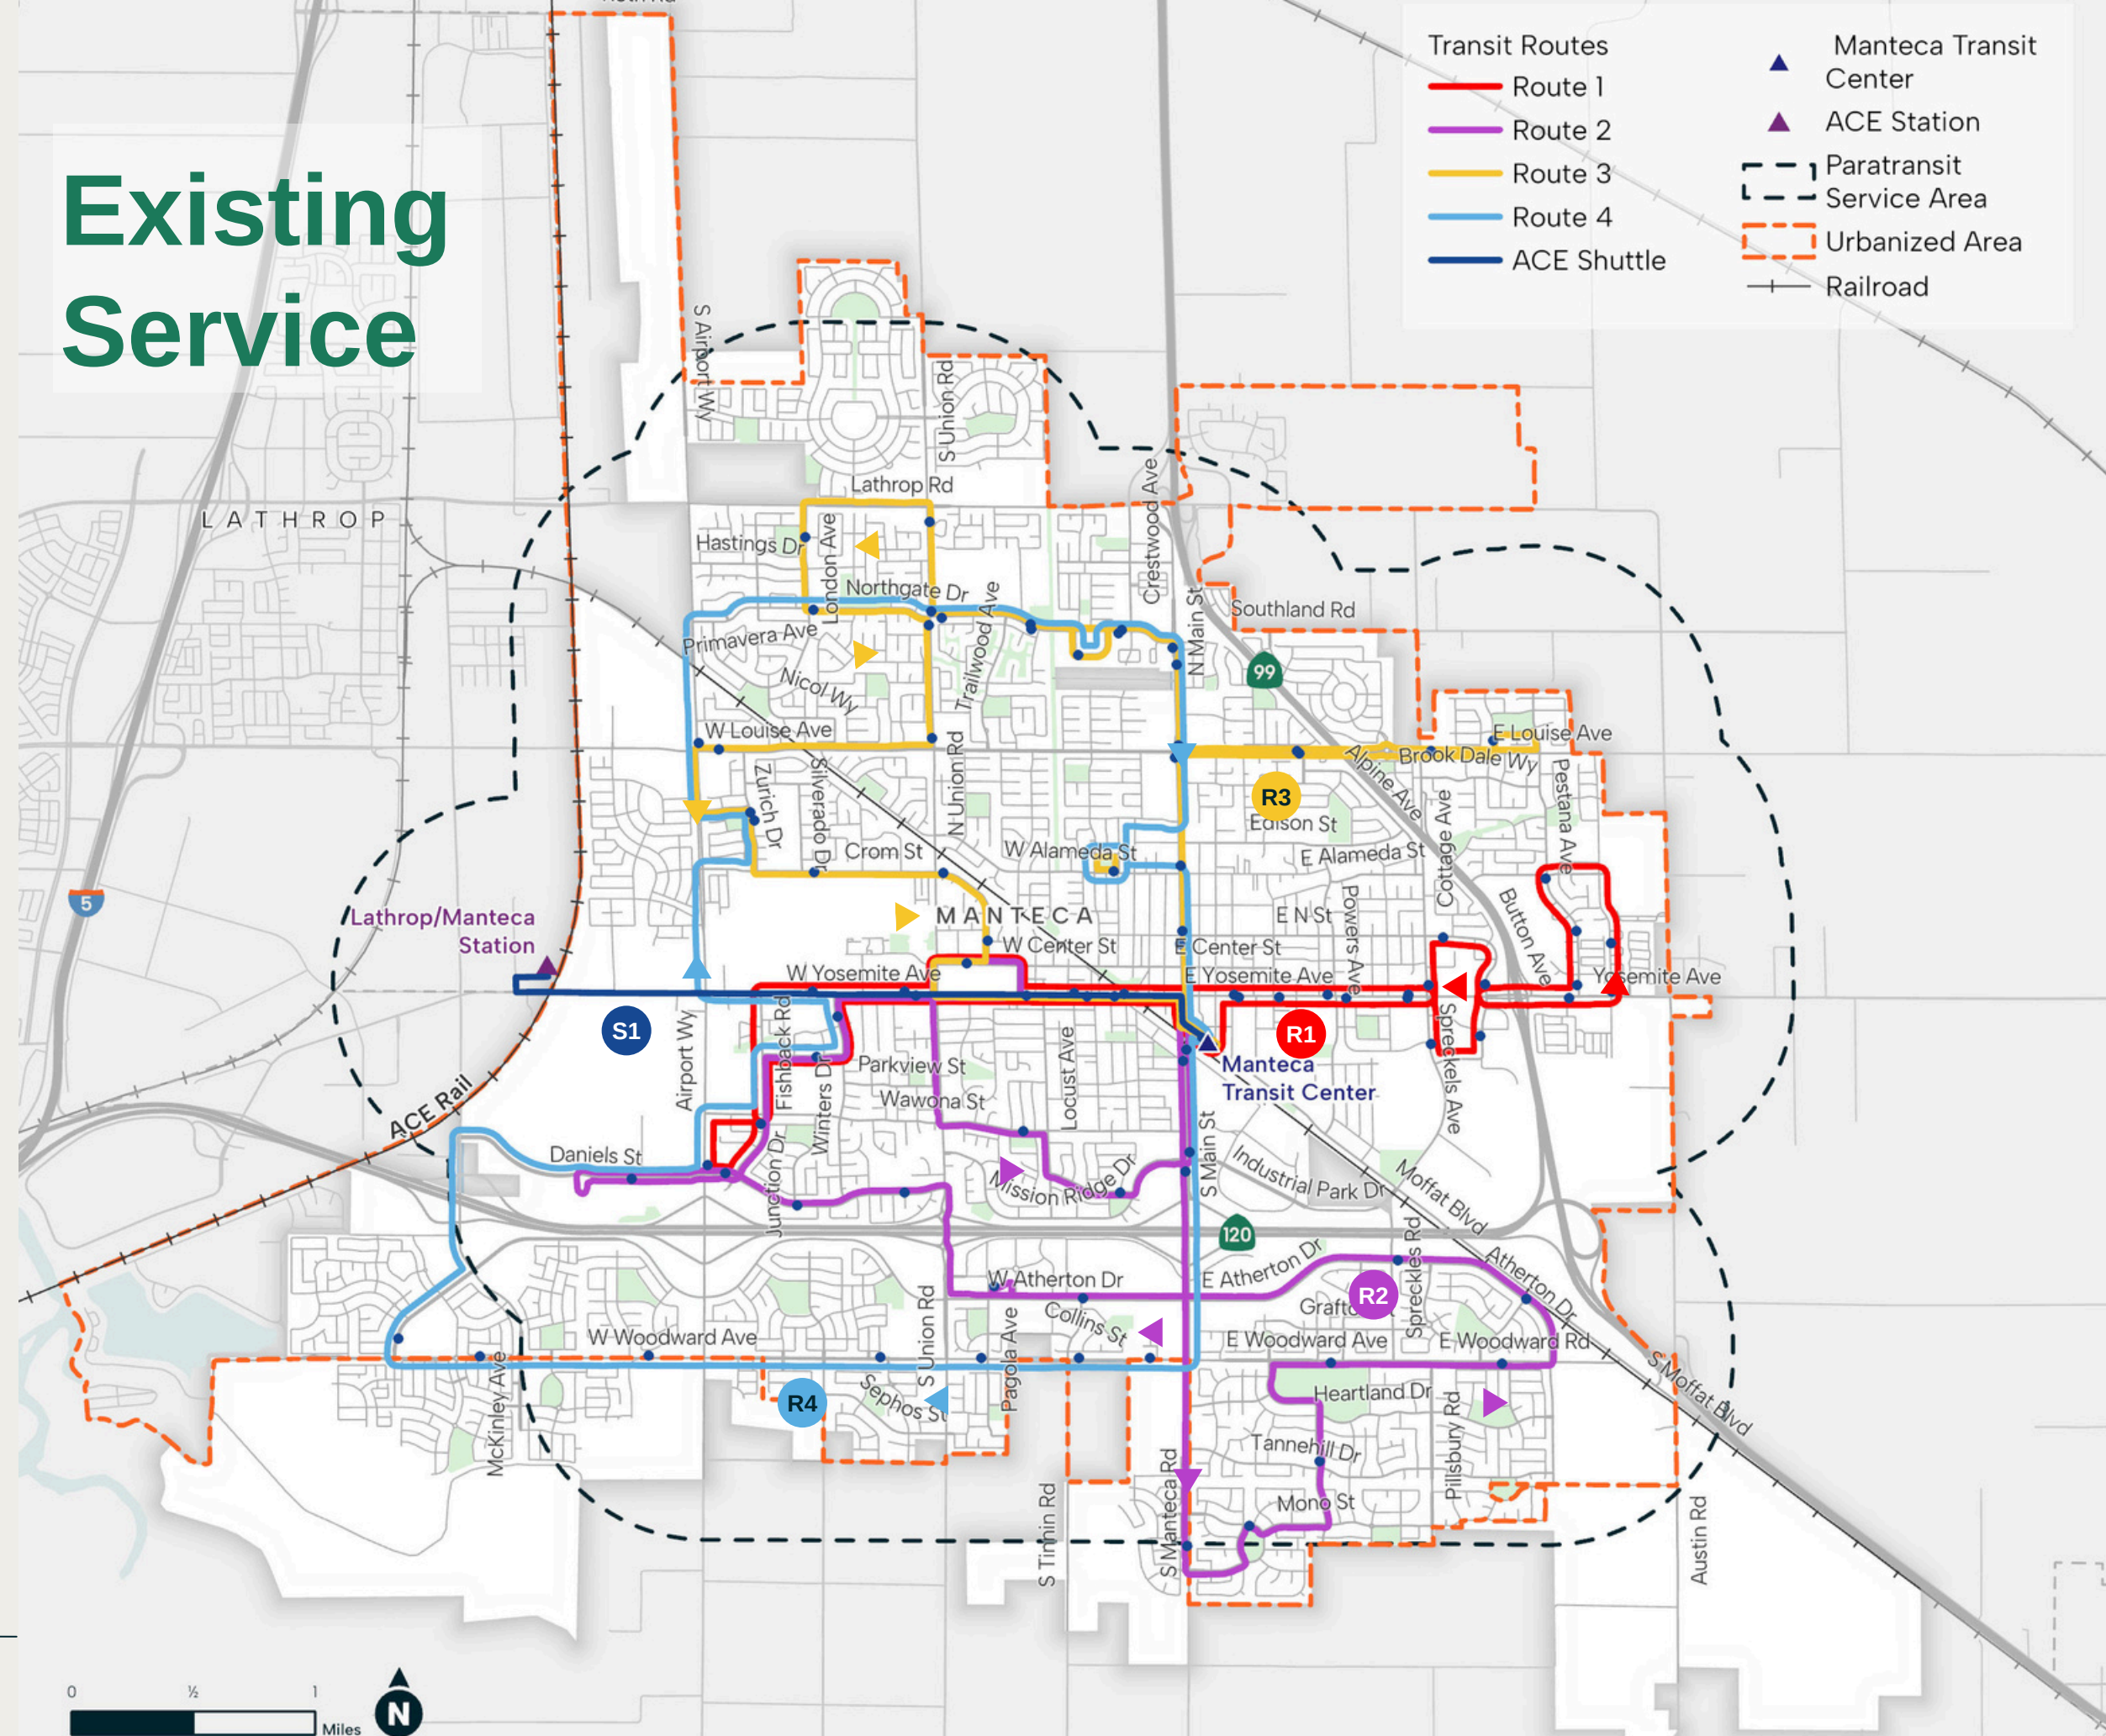 Existing
Service
Transit Routes
Route 1
Route 2
Route 3
Route 4
ACE Shuttle
Manteca Transit
Center
ACE Station
Paratransit
Service Area
Urbanized Area
Railroad
S Airport Wy
S Union Rd
Lathrop Rd
Crestwood Ave
LATHROP
Hastings Dr
London Ave
Northgate Dr
Trailwood Ave
N Main St
Southland Rd
Primavera Ave
Nicol Wy
99
W Louise Ave
E Louise Ave
Brook Dale Wy
Alpine Ave
Zurich Dr
Silverado Dr
N Union Rd
R3
Edison St
Cottage Ave
Pestana Ave
Crom St
W Alameda St
E Alameda St
5
Lathrop/Manteca
Station
MANTECA
E N St
Powers Ave
Button Ave
W Center St
E Center St
W Yosemite Ave
E Yosemite Ave
Yosemite Ave
S1
R1
Airport Wy
Fishback Rd
Winters Dr
Parkview St
Wawona St
Locust Ave
Manteca
Transit Center
Spreckels Ave
ACE Rail
Daniels St
Junction Dr
Mission Ridge Dr
S Main St
Industrial Park Dr
Moffat Blvd
120
W Atherton Dr
E Atherton Dr
Spreckles Rd
Atherton Dr
R2
Collins St
W Woodward Ave
S Union Rd
Pagola Ave
E Woodward Ave
E Woodward Rd
S Moffat Blvd
McKinley Ave
R4
Sephos St
Heartland Dr
Tannehill Dr
Pillsbury Rd
Mono St
S Tinnin Rd
S Manteca Rd
Austin Rd
0 ½ 1
Miles
N